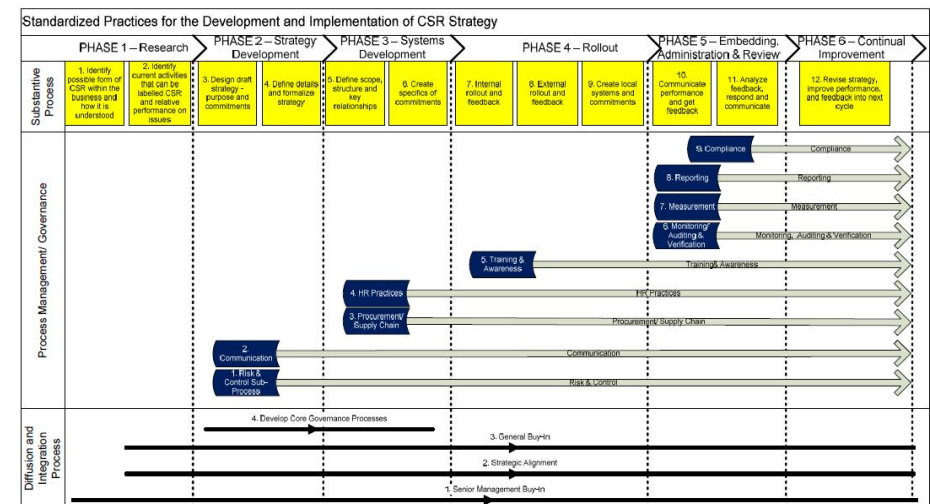 Standardized Practices for the Development and Implementation of CSR Strategy
PHASE 1 – Research
PHASE 2 – Strategy
Development
PHASE 3 – Systems
Development
PHASE 4 – Rollout
PHASE 5 – Embedding,
Administration & Review
PHASE 6 – Continual
Improvement
Substantive
Process
1. Identify
possible form of
CSR within the
business and
how it is
understood
2. Identify
current activities
that can be
labelled CSR
and relative
performance on
issues
3. Design draft
strategy -
purpose and
commitments
4. Define details
and formalize
strategy
5. Define scope,
structure and
key
relationships
6. Create
specifics of
commitments
7. Internal
rollout and
feedback
8. External
rollout and
feedback
9. Create local
systems and
commitments
10.
Communicate
performance
and get
feedback
11. Analyze
feedback,
respond and
communicate
12. Revise strategy,
improve performance,
and feedback into next
cycle
Process Management/ Governance
9. Compliance
Compliance
8. Reporting
Reporting
7. Measurement
Measurement
6. Monitoring/
Auditing &
Verification
Monitoring, Auditing & Verification
5. Training &
Awareness
Training& Awareness
4. HR Practices
HR Practices
3. Procurement/
Supply Chain
Procurement/ Supply Chain
2.
Communication
Communication
1. Risk &
Control Sub-
Process
Risk & Control
Diffusion and
Integration
Process
4. Develop Core Governance Processes
3. General Buy-In
2. Strategic Alignment
1. Senior Management Buy-In